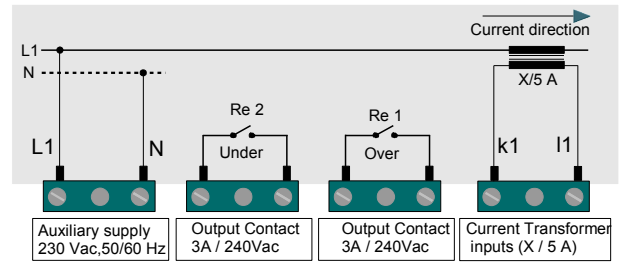 Current direction
L1
N
X/5 A
Re 2
Re 1
L1
N
Under
Over
k1
l1
Auxiliary supply
230 Vac,50/60 Hz
Output Contact
3A / 240Vac
Output Contact
3A / 240Vac
Current Transformer
inputs (X / 5 A)